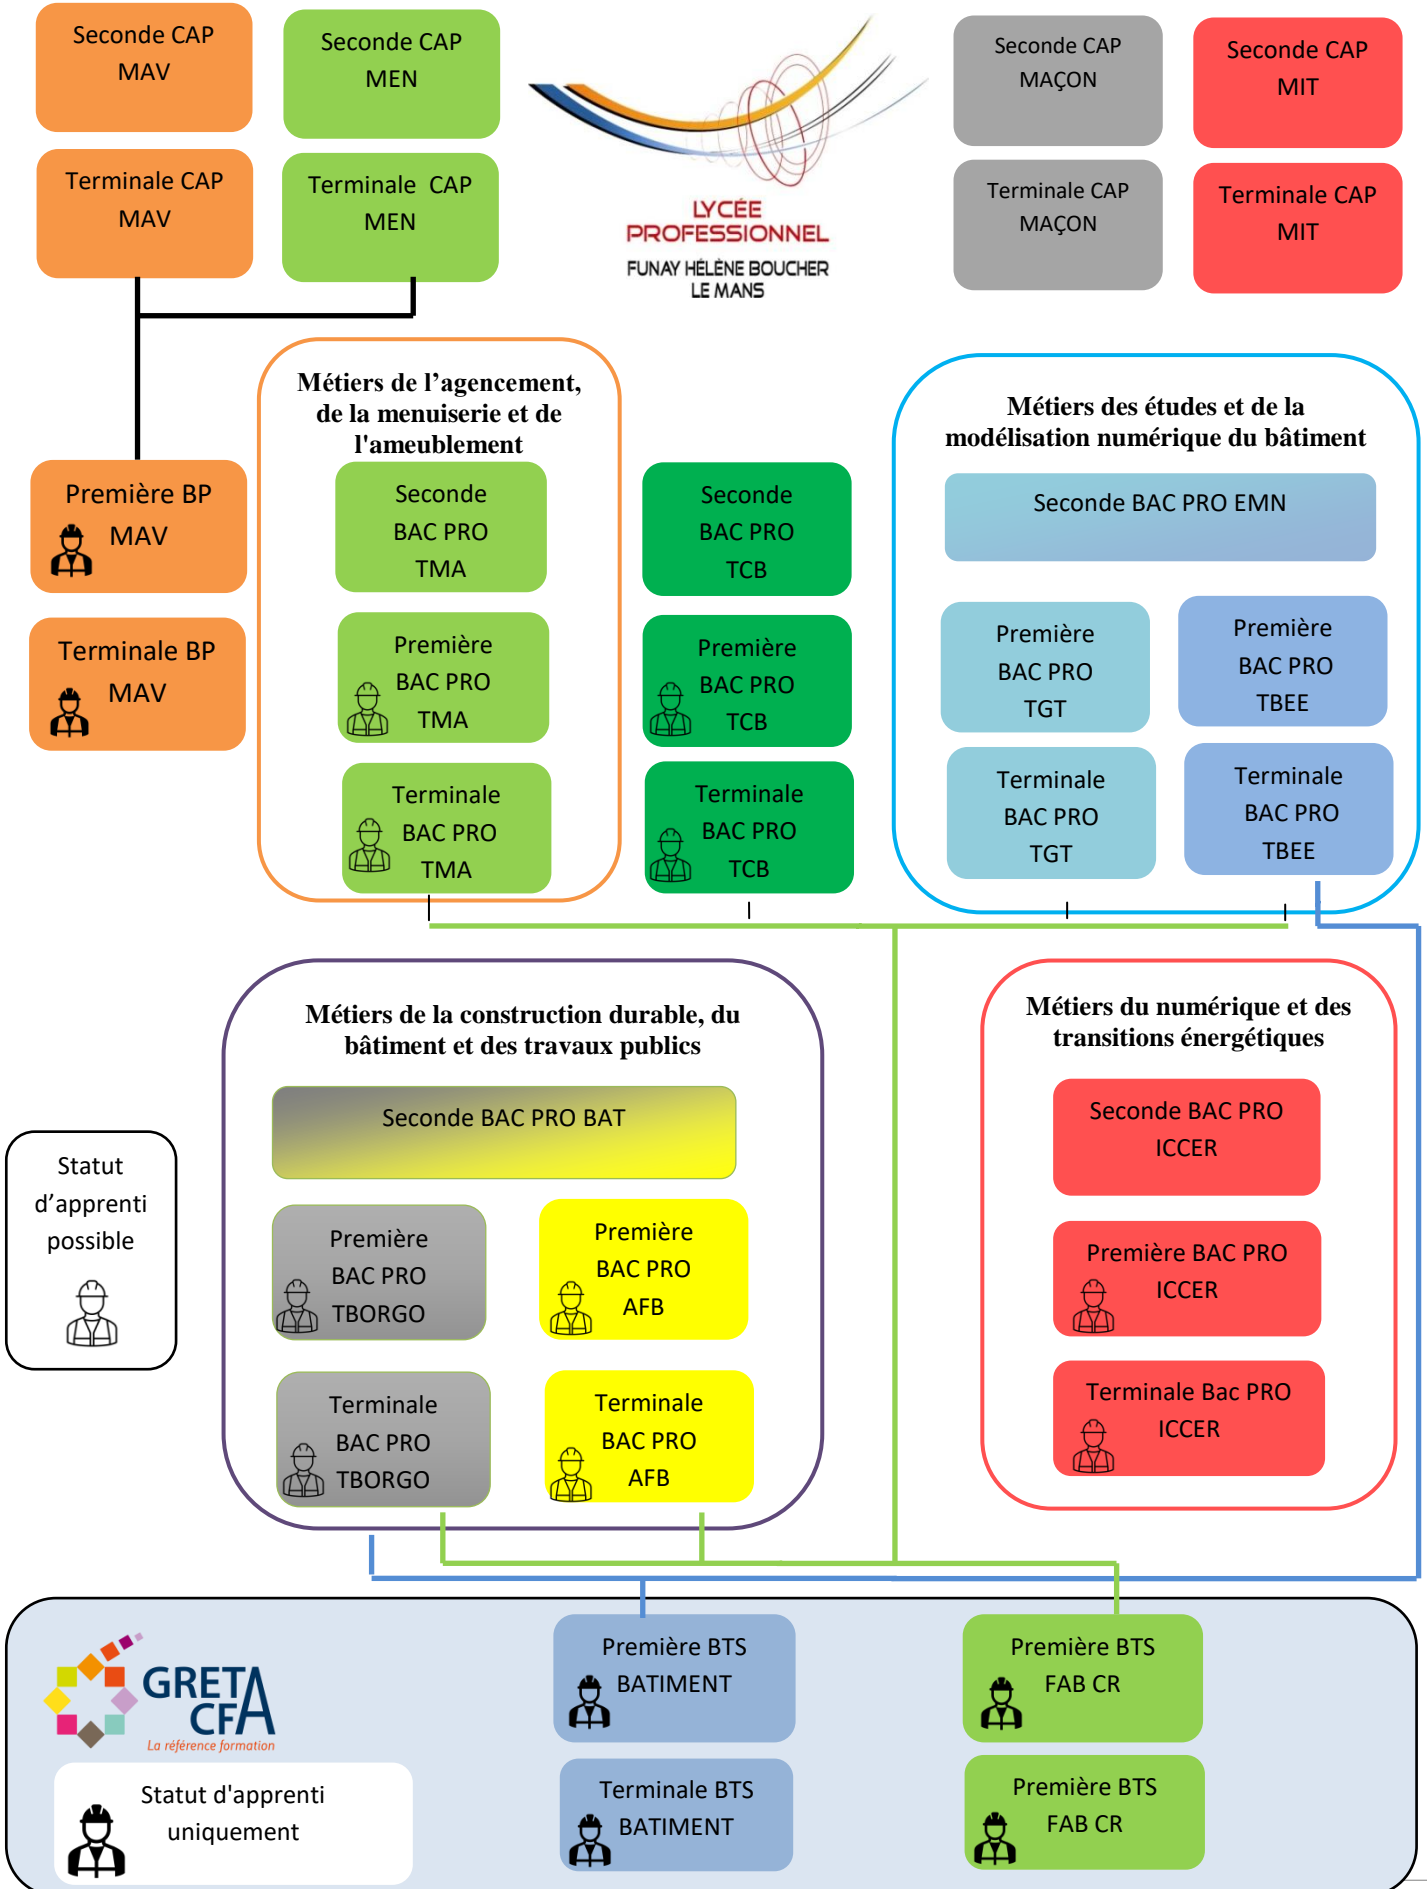 Seconde CAP
MAV
Seconde CAP
MEN
Seconde CAP
MAÇON
Seconde CAP
MIT
Terminale CAP
MAV
Terminale CAP
MEN
LYCÉE
PROFESSIONNEL
FUNAY HÉLÈNE BOUCHER
LE MANS
Terminale CAP
MAÇON
Terminale CAP
MIT
Métiers de l’agencement,
de la menuiserie et de
l'ameublement
Métiers des études et de la
modélisation numérique du bâtiment
Première BP
MAV
Seconde
BAC PRO
TMA
Seconde
BAC PRO
TCB
Seconde BAC PRO EMN
Terminale BP
MAV
Première
BAC PRO
TMA
Première
BAC PRO
TCB
Première
BAC PRO
TGT
Première
BAC PRO
TBEE
Terminale
BAC PRO
TMA
Terminale
BAC PRO
TCB
Terminale
BAC PRO
TGT
Terminale
BAC PRO
TBEE
Métiers de la construction durable, du
bâtiment et des travaux publics
Métiers du numérique et des
transitions énergétiques
Seconde BAC PRO BAT
Seconde BAC PRO
ICCER
Statut
d’apprenti
possible
Première
BAC PRO
TBORGO
Première
BAC PRO
AFB
Première BAC PRO
ICCER
Terminale
BAC PRO
TBORGO
Terminale
BAC PRO
AFB
Terminale Bac PRO
ICCER
GRETA
CFA
La référence formation
Première BTS
BATIMENT
Première BTS
FAB CR
Statut d'apprenti
uniquement
Terminale BTS
BATIMENT
Première BTS
FAB CR